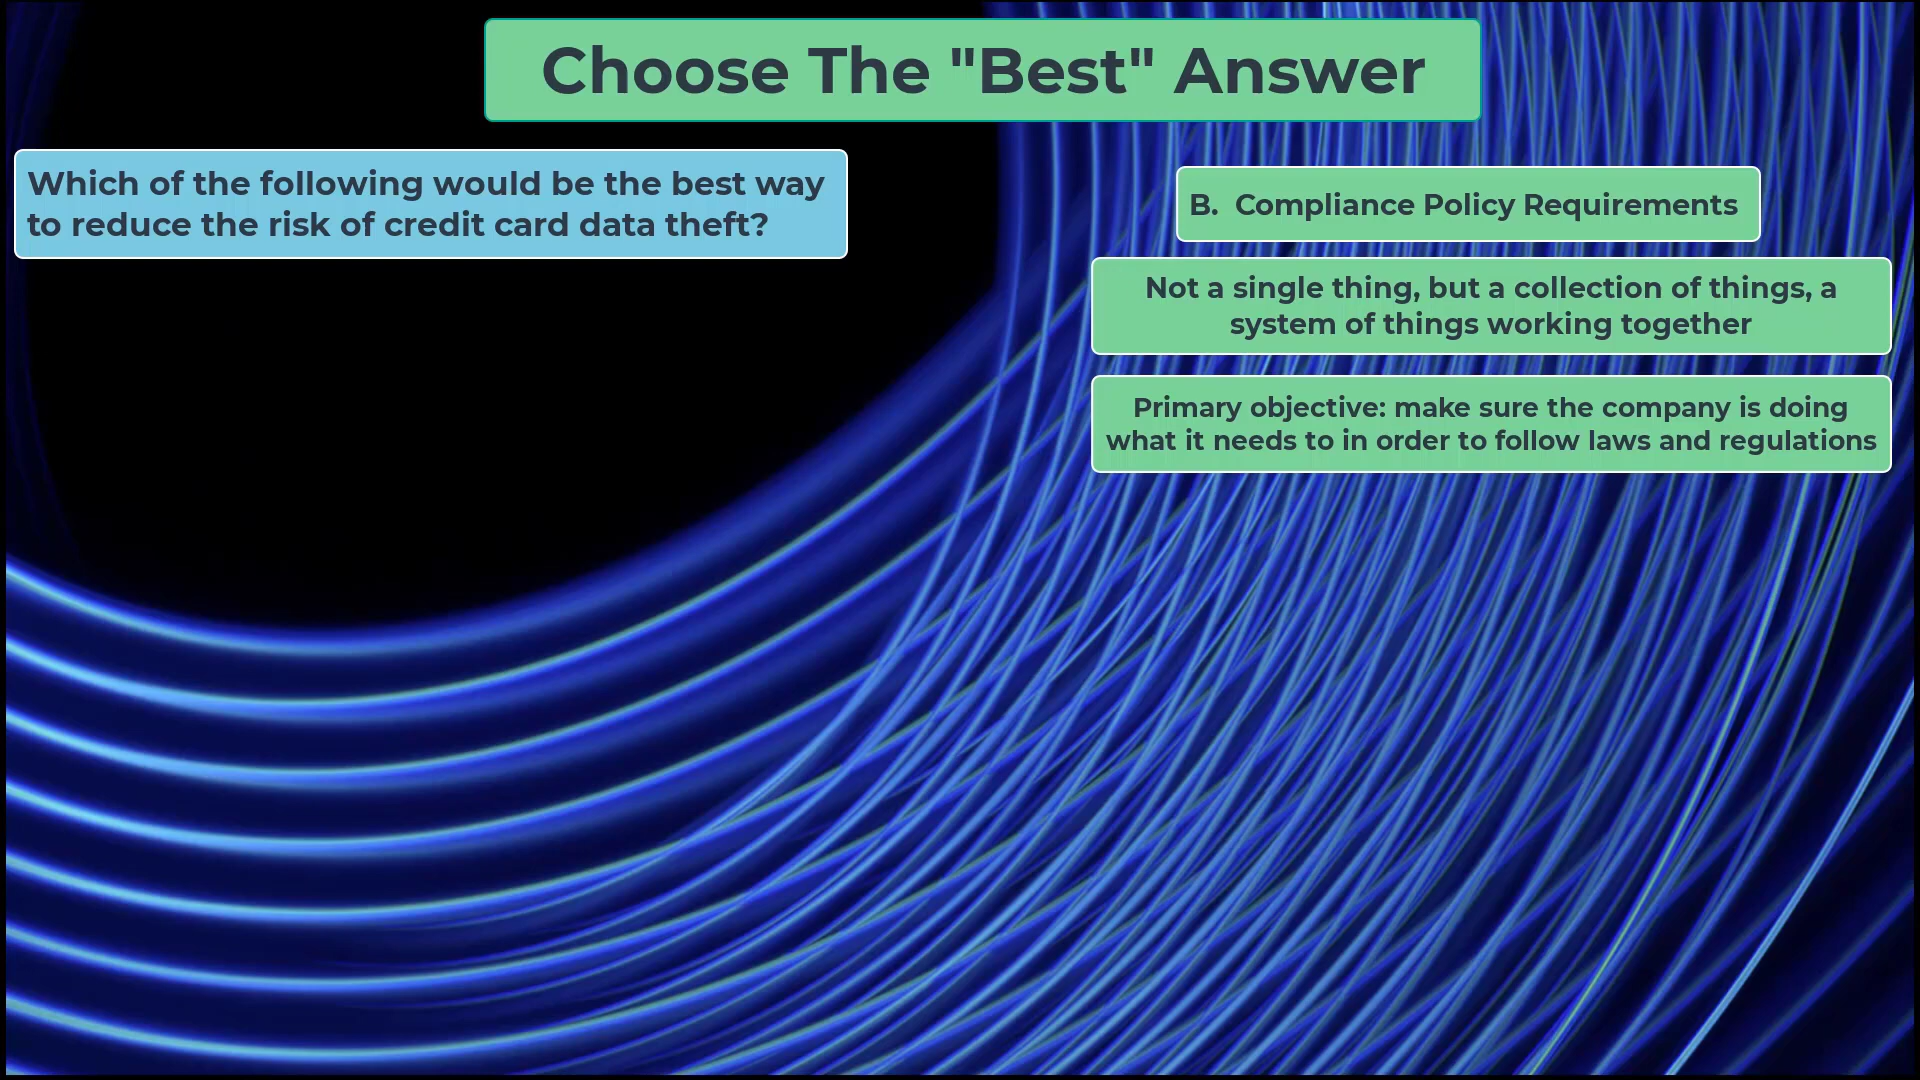 Choose The "Best" Answer
Which of the following would be the best way
to reduce the risk of credit card data theft?
B. Compliance Policy Requirements
Not a single thing, but a collection of things, a
system of things working together
Primary objective: make sure the company is doing
what it needs to in order to follow laws and regulations